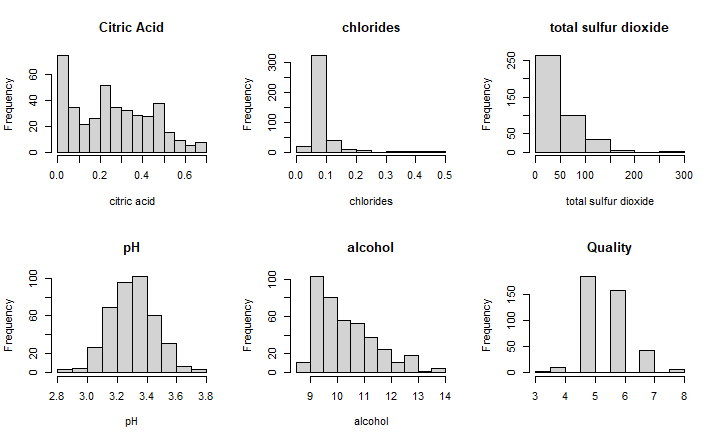 Citric Acid
Frequency
0 20 40 60
0.0 0.2 0.4 0.6
citric acid
chlorides
Frequency
0 100 200 300
0.0 0.1 0.2 0.3 0.4 0.5
chlorides
total sulfur dioxide
Frequency
0 50 150 250
0 50 100 200 300
total sulfur dioxide
pH
Frequency
0 20 60 100
2.8 3.0 3.2 3.4 3.6 3.8
pH
alcohol
Frequency
0 20 60 100
9 10 11 12 13 14
alcohol
Quality
Frequency
0 50 100 150
3 4 5 6 7 8